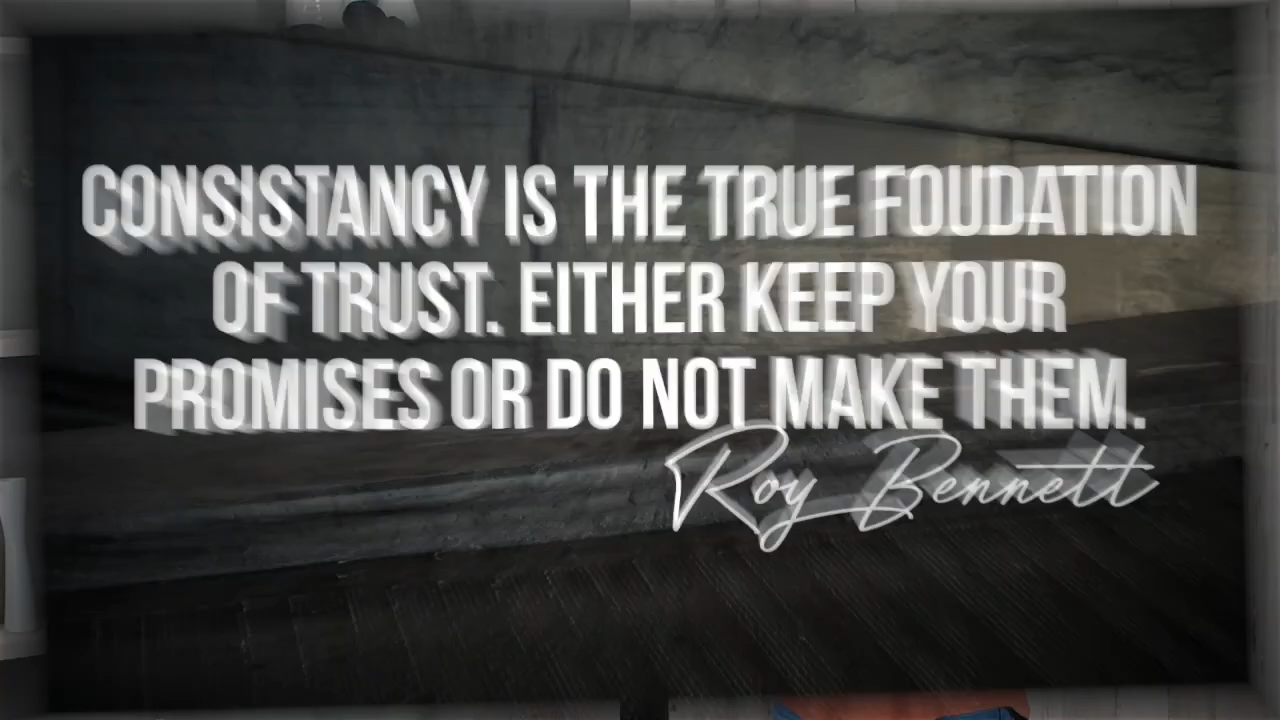 CONSISTANCY IS THE TRUE FOUDATION
OF TRUST. EITHER KEEP YOUR
PROMISES OR DO NOT MAKE THEM.
Roy Bennett